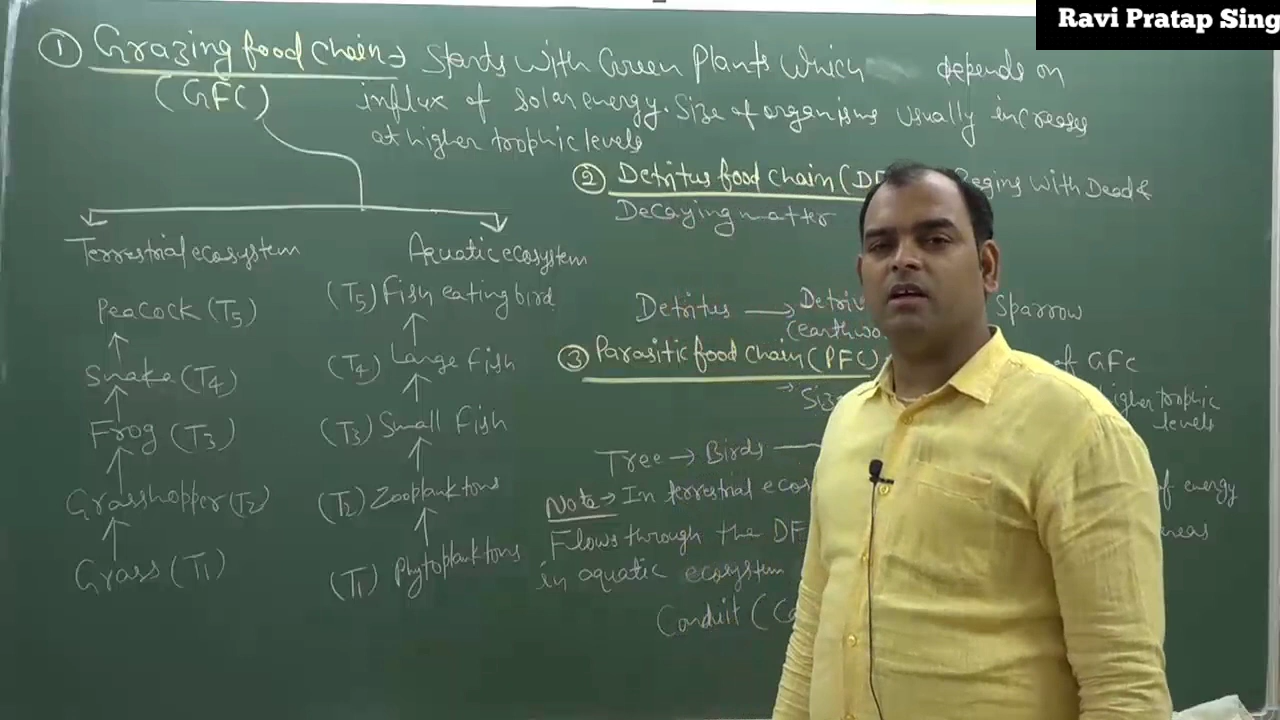 Ravi Pratap Sing
① Grazing food chain → Starts with Green Plants which depends on
(GFC) influx of solar energy. Size of organisms usually increases
at higher trophic levels
② Detritus food chain (D Begins with Dead &
Decaying matter
Terrestrial ecosystem
Peacock (T5)
Snake (T4)
Frog (T3)
Grasshopper (T2)
Grass (T1)
Aquatic ecosystem
(T5) Fish eating bird
(T4) Large Fish
(T3) Small Fish
(T2) Zooplanktons
(T1) Phytoplanktons
Detritus → Sparrow
③ Parasitic food chain (PFC) of GFC
higher trophic
levels
Tree → Birds →
Note → In terrestrial of energy
Flows through the DF
in aquatic ecosystem
Conduit (